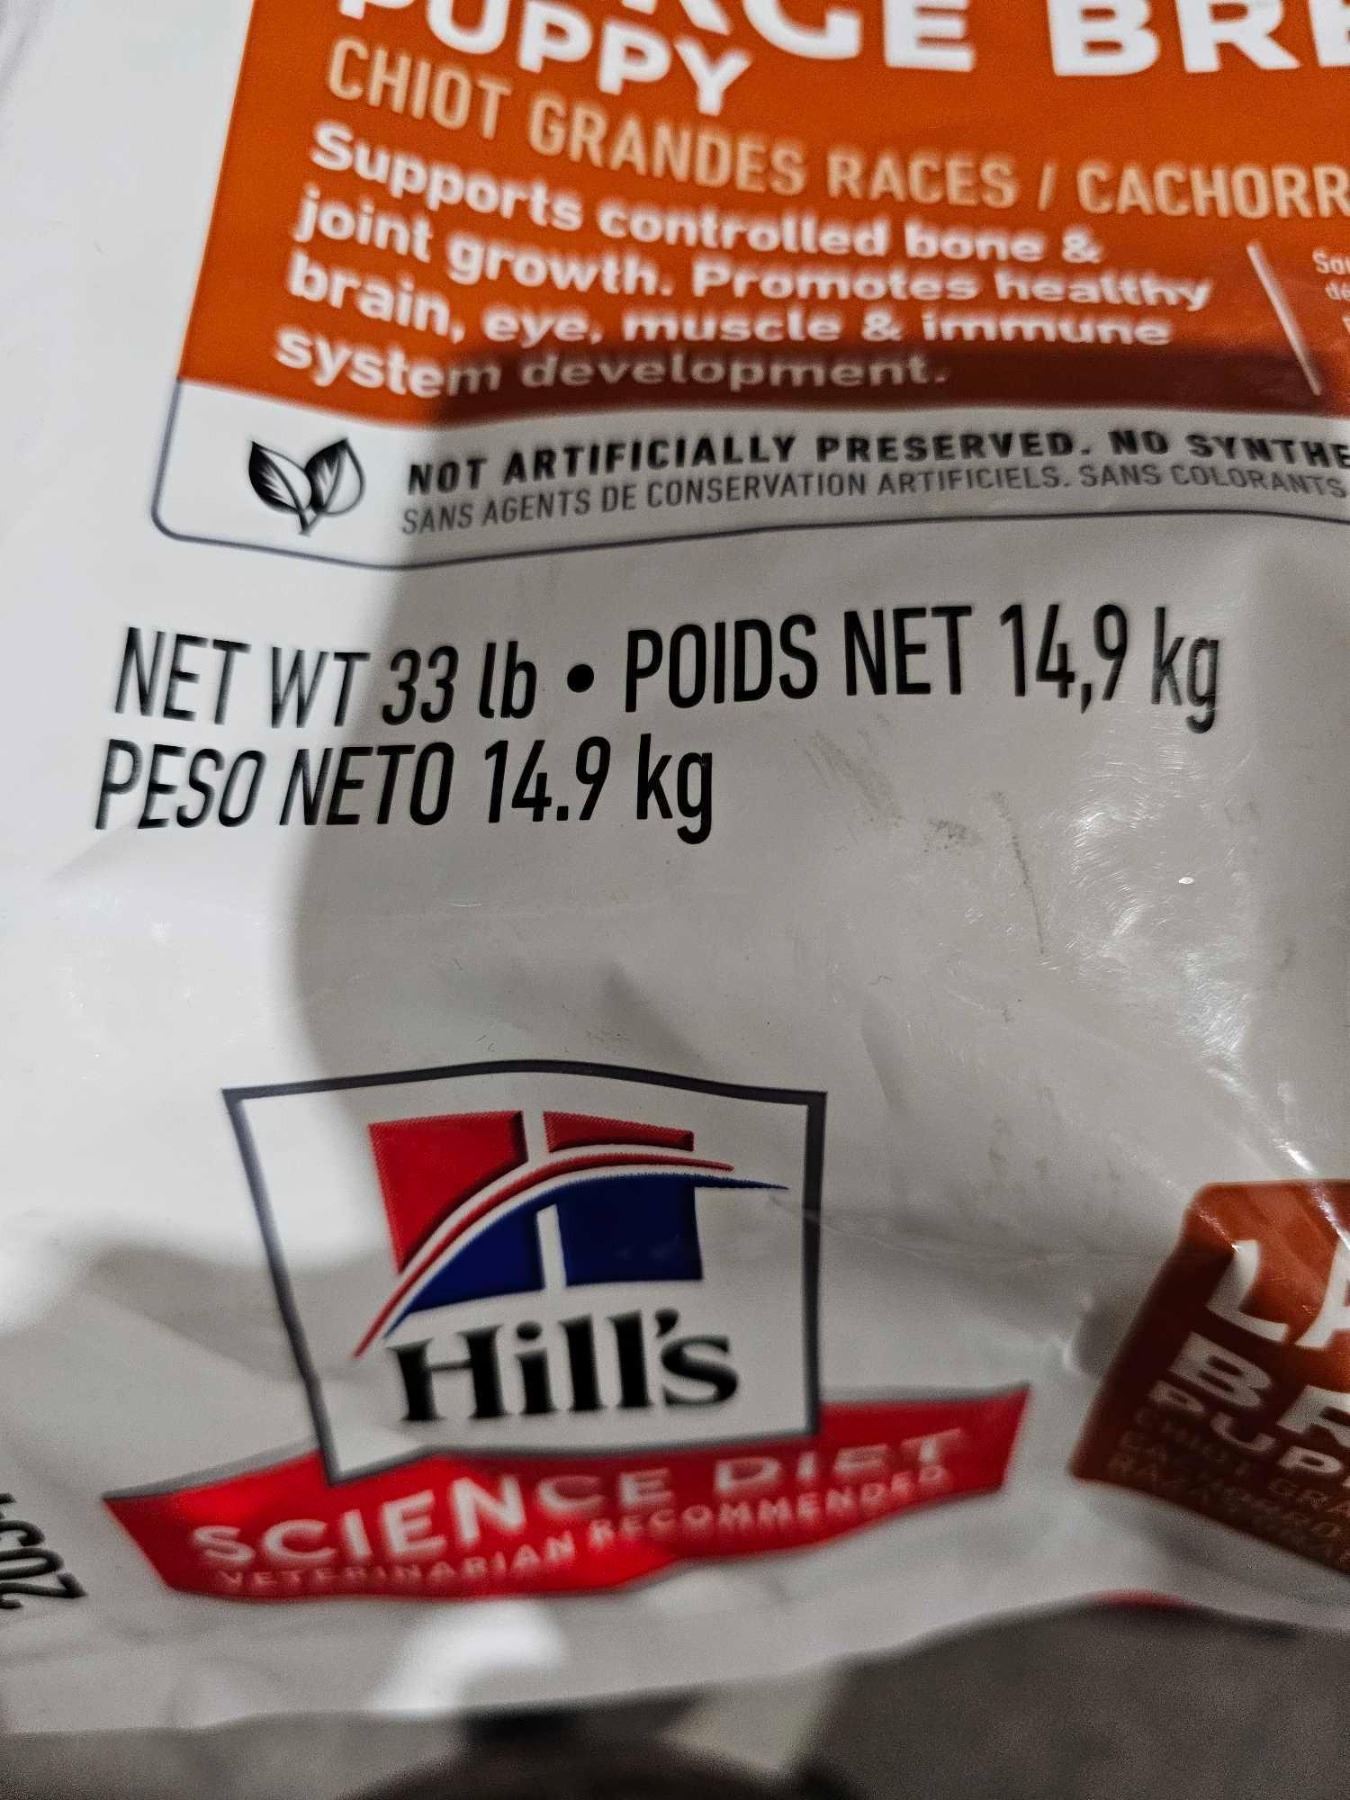 PUPPY
CHIOT GRANDES RACES / CACHORR
Supports controlled bone &
joint growth. Promotes healthy
brain, eye, muscle & immune
system development.
NOT ARTIFICIALLY PRESERVED. NO SYNTHE
SANS AGENTS DE CONSERVATION ARTIFICIELS. SANS COLORANTS
NET WT 33 lb • POIDS NET 14,9 kg
PESO NETO 14.9 kg
Hill's
SCIENCE DIET
VETERINARIAN RECOMMENDED